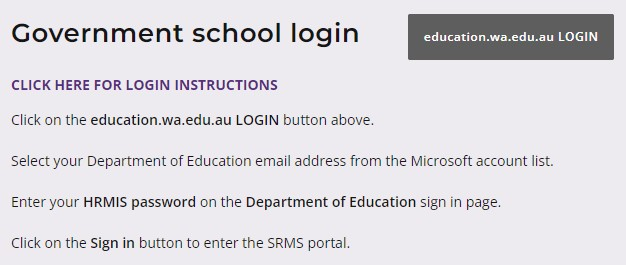 Government school login
education.wa.edu.au LOGIN
CLICK HERE FOR LOGIN INSTRUCTIONS
Click on the education.wa.edu.au LOGIN button above.
Select your Department of Education email address from the Microsoft account list.
Enter your HRMIS password on the Department of Education sign in page.
Click on the Sign in button to enter the SRMS portal.